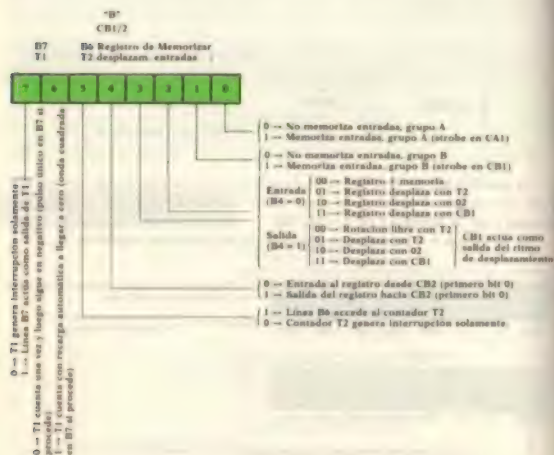 "B"
CB1/2
B7 B6 Registro de Memorizar
T1 T2 desplazam. entradas
7 6 5 4 3 2 1 0
0 → No memoriza entradas, grupo A
1 → Memoriza entradas, grupo A (strobe en CA1)
0 → No memoriza entradas, grupo B
1 → Memoriza entradas, grupo B (strobe en CB1)
Entrada
(B4 = 0)
00 → Registro + memoria
01 → Registro desplaza con T2
10 → Registro desplaza con 02
11 → Registro desplaza con CB1
Salida
(B4 = 1)
00 → Rotacion libre con T2
01 → Desplaza con T2
10 → Desplaza con 02
11 → Desplaza con CB1
CB1 actua como
salida del ritmo
de desplazamiento
0 → Entrada al registro desde CB2 (primero bit 0)
1 → Salida del registro hacia CB2 (primero bit 0)
1 → Linea B6 accede al contador T2
0 → Contador T2 genera interrupción solamente
0 → T1 genera interrupción solamente
1 → Linea B7 actua como salida de T1
0 → T1 cuenta una vez y luego sigue en negativo (pulso unico en B7 si
procede)
1 → T1 cuenta con recarga automática a llegar a cero (onda cuadrada
en B7 si procede)